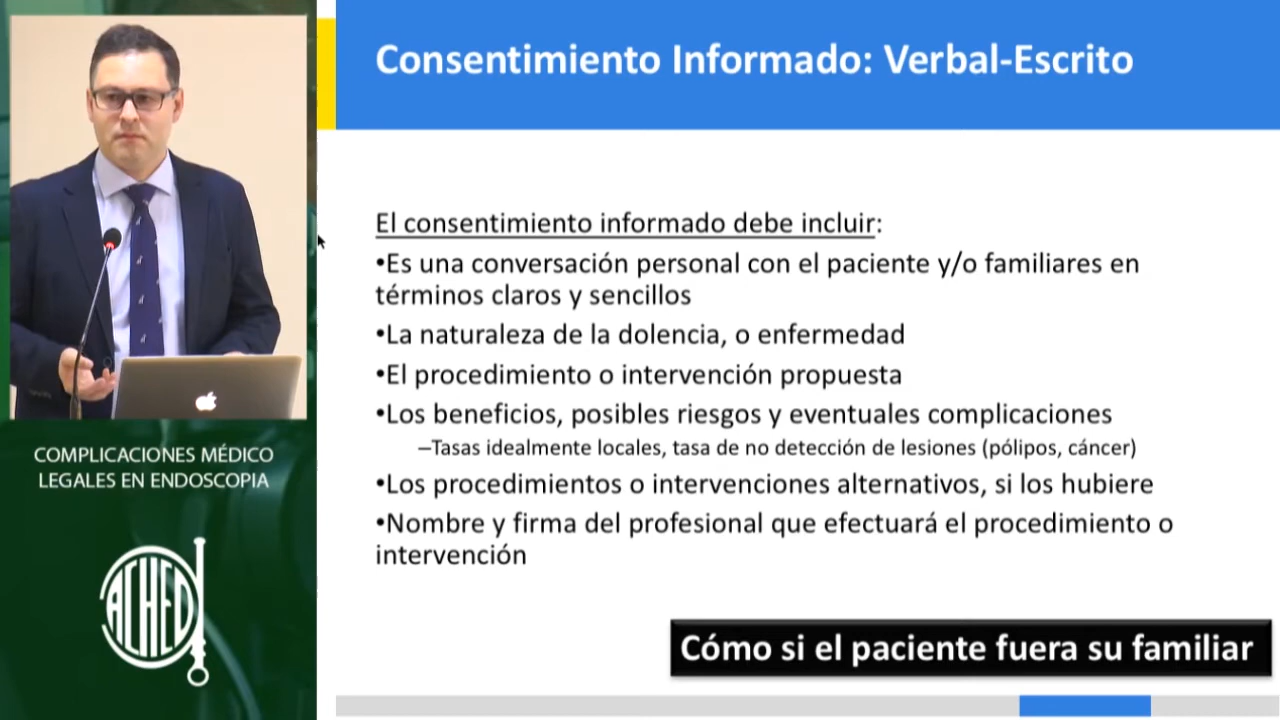 Consentimiento Informado: Verbal-Escrito
El consentimiento informado debe incluir:
•Es una conversación personal con el paciente y/o familiares en
términos claros y sencillos
•La naturaleza de la dolencia, o enfermedad
•El procedimiento o intervención propuesta
•Los beneficios, posibles riesgos y eventuales complicaciones
–Tasas idealmente locales, tasa de no detección de lesiones (pólipos, cáncer)
•Los procedimientos o intervenciones alternativos, si los hubiere
•Nombre y firma del profesional que efectuará el procedimiento o
intervención
Cómo si el paciente fuera su familiar
COMPLICACIONES MÉDICO
LEGALES EN ENDOSCOPIA
ACHED